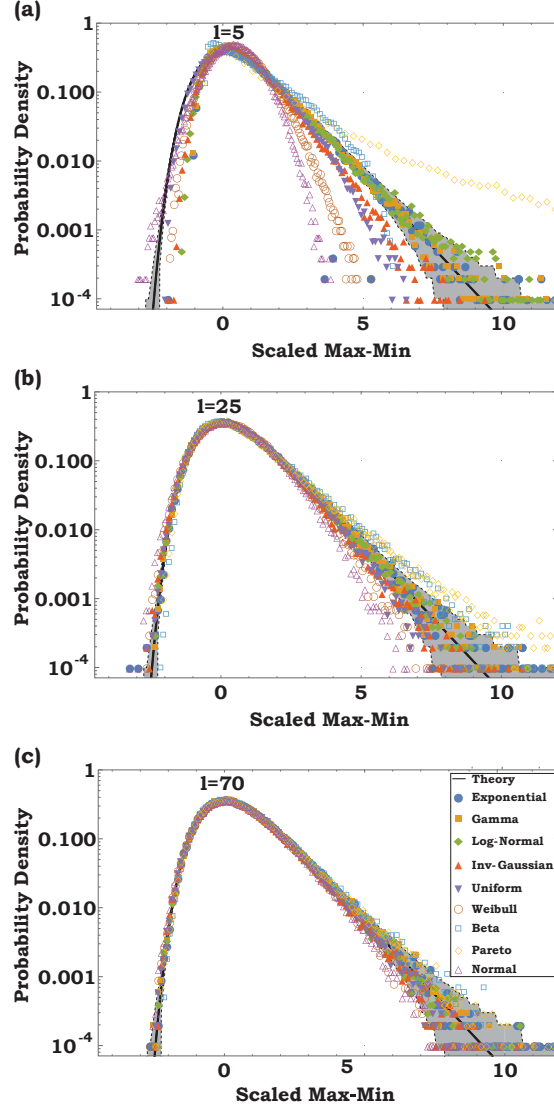 (a)
l=5
Probability Density
0.100
0.010
0.001
10⁻⁴
0 5 10
Scaled Max-Min
(b)
l=25
Probability Density
1
0.100
0.010
0.001
10⁻⁴
0 5 10
Scaled Max-Min
(c)
l=70
Probability Density
1
0.100
0.010
0.001
10⁻⁴
0 5 10
Scaled Max-Min
Theory
Exponential
Gamma
Log-Normal
Inv-Gaussian
Uniform
Weibull
Beta
Pareto
Normal